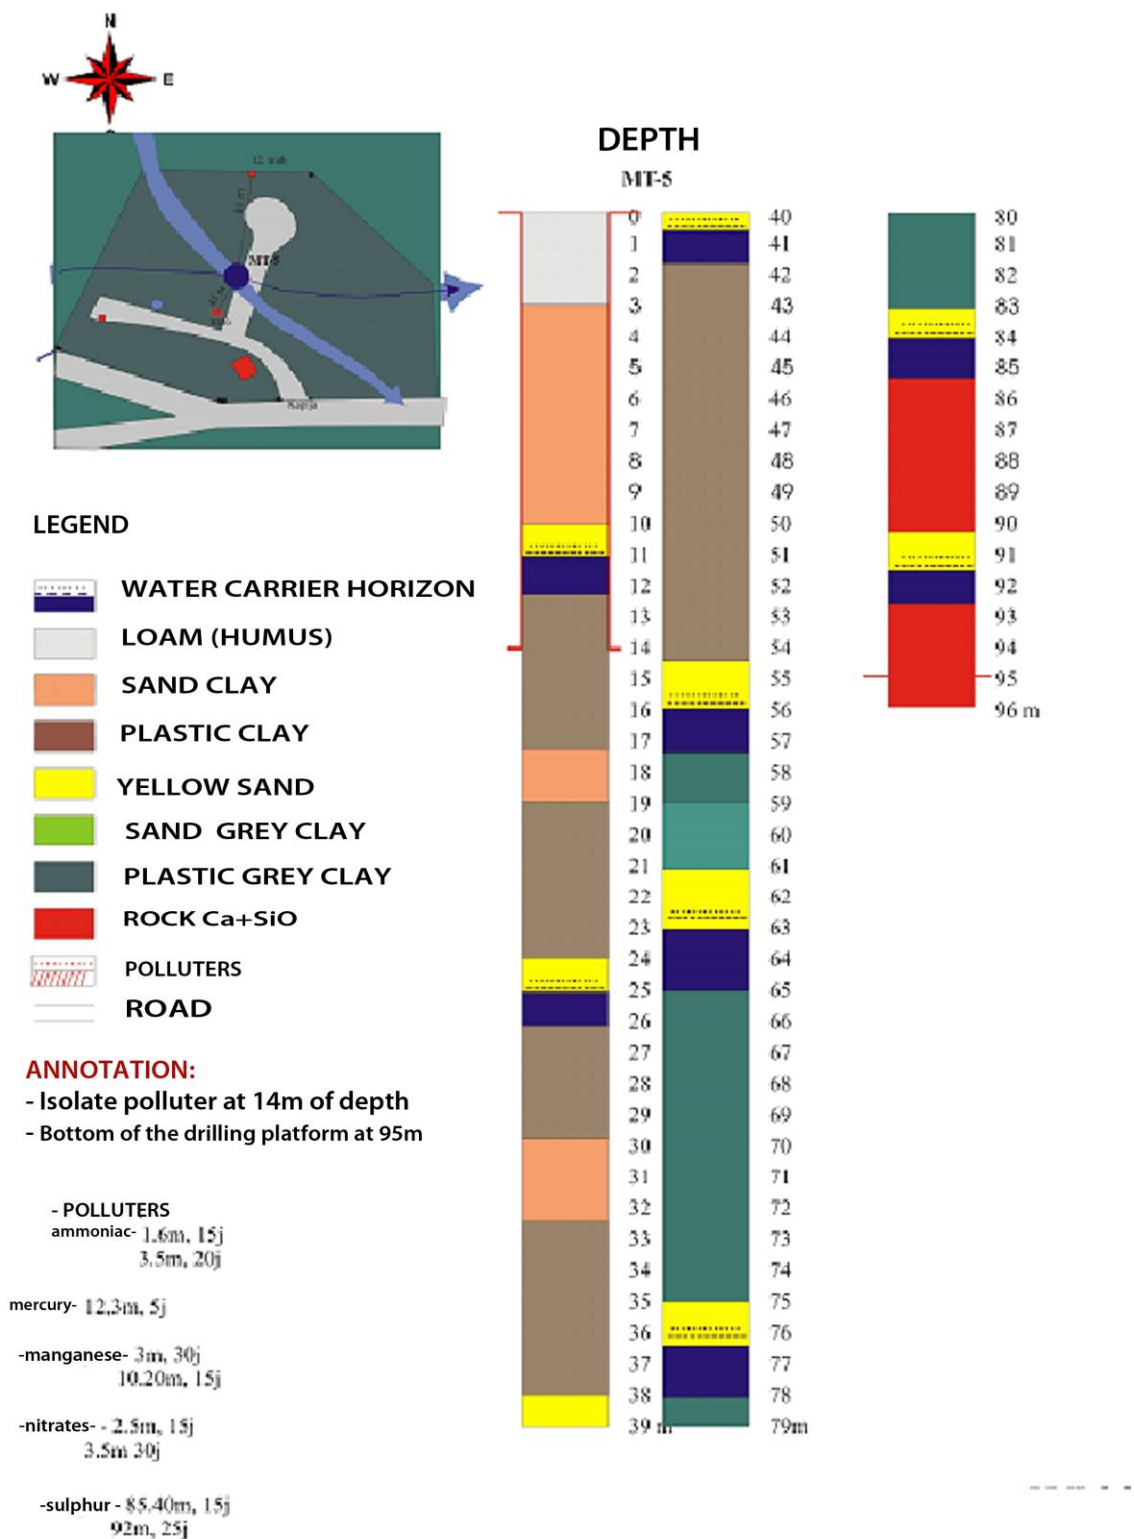 N
W E
12. mab
MT-5
Kapija
DEPTH
MT-5
0
1
2
3
4
5
6
7
8
9
10
11
12
13
14
15
16
17
18
19
20
21
22
23
24
25
26
27
28
29
30
31
32
33
34
35
36
37
38
39 m
40
41
42
43
44
45
46
47
48
49
50
51
52
53
54
55
56
57
58
59
60
61
62
63
64
65
66
67
68
69
70
71
72
73
74
75
76
77
78
79m
80
81
82
83
84
85
86
87
88
89
90
91
92
93
94
95
96 m
LEGEND
WATER CARRIER HORIZON
LOAM (HUMUS)
SAND CLAY
PLASTIC CLAY
YELLOW SAND
SAND GREY CLAY
PLASTIC GREY CLAY
ROCK Ca+SiO
POLLUTERS
ROAD
ANNOTATION:
- Isolate polluter at 14m of depth
- Bottom of the drilling platform at 95m
- POLLUTERS
ammoniac- 1.6m, 15j
3.5m, 20j
mercury- 12,3m, 5j
-manganese- 3m, 30j
10.20m, 15j
-nitrates- - 2.5m, 15j
3.5m 30j
-sulphur - 85.40m, 15j
92m, 25j